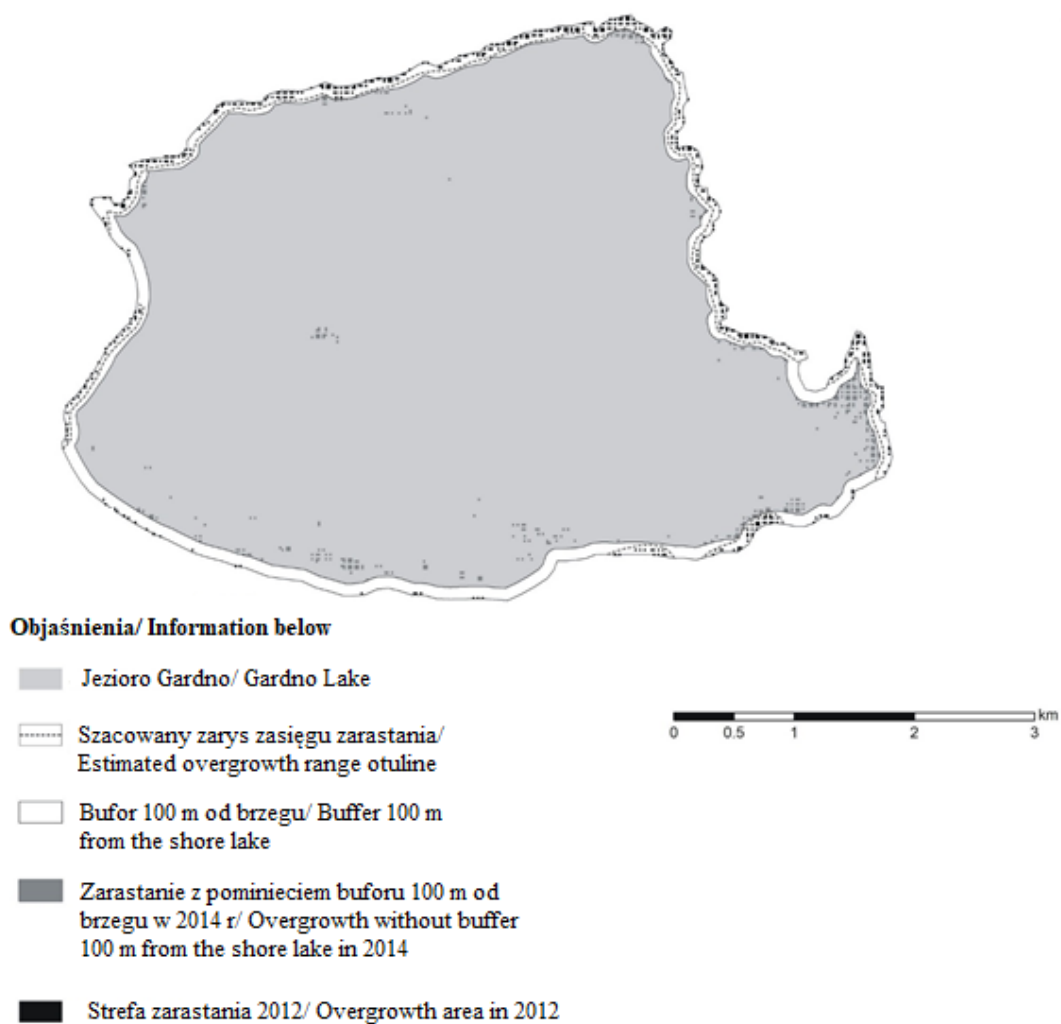 Objaśnienia/ Information below
Jezioro Gardno/ Gardno Lake
Szacowany zarys zasięgu zarastania/
Estimated overgrowth range otuline
Bufor 100 m od brzegu/ Buffer 100 m
from the shore lake
Zarastanie z pominieciem buforu 100 m od
brzegu w 2014 r/ Overgrowth without buffer
100 m from the shore lake in 2014
Strefa zarastania 2012/ Overgrowth area in 2012
km
0 0.5 1 2 3